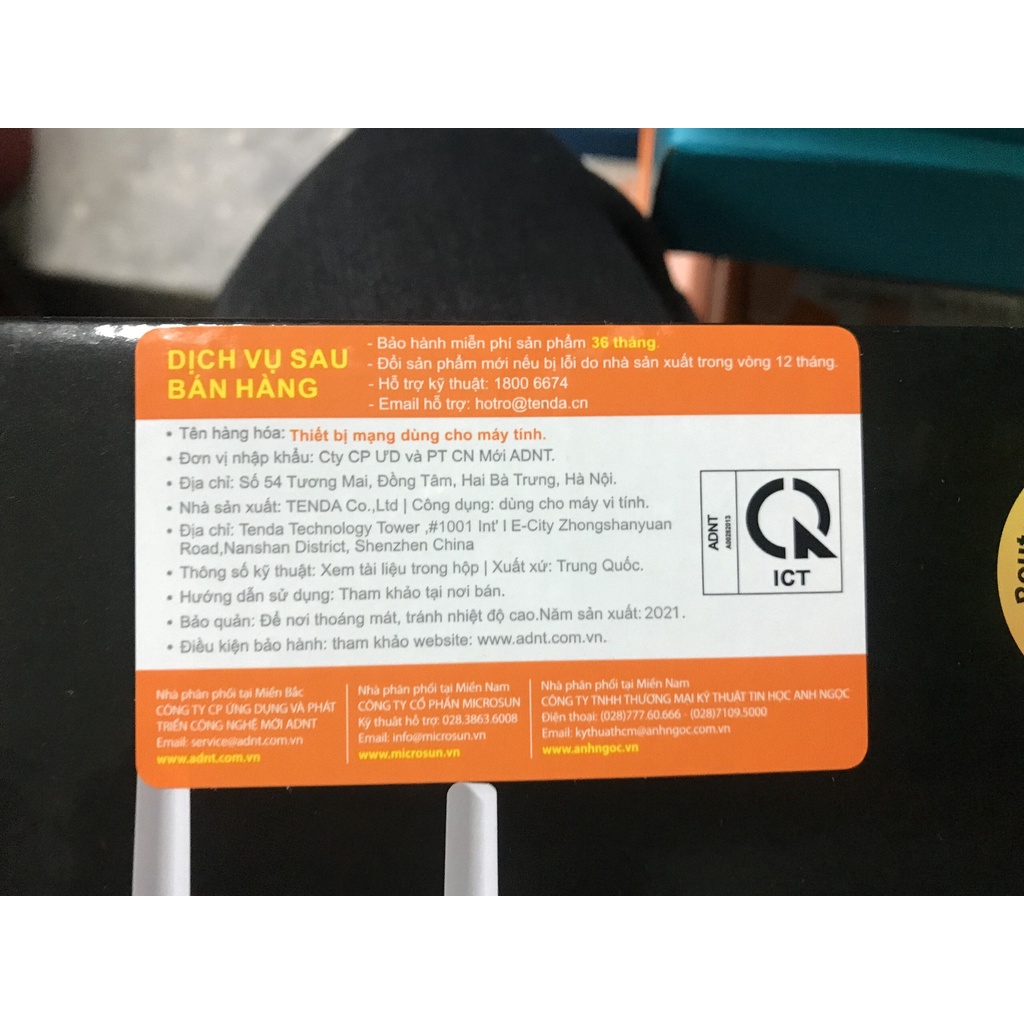 DỊCH VỤ SAU
BÁN HÀNG
- Bảo hành miễn phí sản phẩm 36 tháng.
- Đổi sản phẩm mới nếu bị lỗi do nhà sản xuất trong vòng 12 tháng.
- Hỗ trợ kỹ thuật: 1800 6674
- Email hỗ trợ: hotro@tenda.cn
• Tên hàng hóa: Thiết bị mạng dùng cho máy tính.
• Đơn vị nhập khẩu: Cty CP ƯD và PT CN Mới ADNT.
• Địa chỉ: Số 54 Tương Mai, Đồng Tâm, Hai Bà Trưng, Hà Nội.
• Nhà sản xuất: TENDA Co.,Ltd | Công dụng: dùng cho máy vi tính.
• Địa chỉ: Tenda Technology Tower ,#1001 Int' I E-City Zhongshanyuan
Road,Nanshan District, Shenzhen China
• Thông số kỹ thuật: Xem tài liệu trong hộp | Xuất xứ: Trung Quốc.
• Hướng dẫn sử dụng: Tham khảo tại nơi bán.
• Bảo quản: Để nơi thoáng mát, tránh nhiệt độ cao.Năm sản xuất: 2021.
• Điều kiện bảo hành: tham khảo website: www.adnt.com.vn.
ADNT
A00282013
ICT
Nhà phân phối tại Miền Bắc
CÔNG TY CP ỨNG DỤNG VÀ PHÁT
TRIỂN CÔNG NGHỆ MỚI ADNT
Email: service@adnt.com.vn
www.adnt.com.vn
Nhà phân phối tại Miền Nam
CÔNG TY CỔ PHẦN MICROSUN
Kỹ thuật hỗ trợ: 028.3863.6008
Email: info@microsun.vn
www.microsun.vn
Nhà phân phối tại Miền Nam
CÔNG TY TNHH THƯƠNG MẠI KỸ THUẬT TIN HỌC ANH NGỌC
Điện thoại: (028)777.60.666 - (028)7109.5000
Email: kythuathcm@anhngoc.com.vn
www.anhngoc.vn